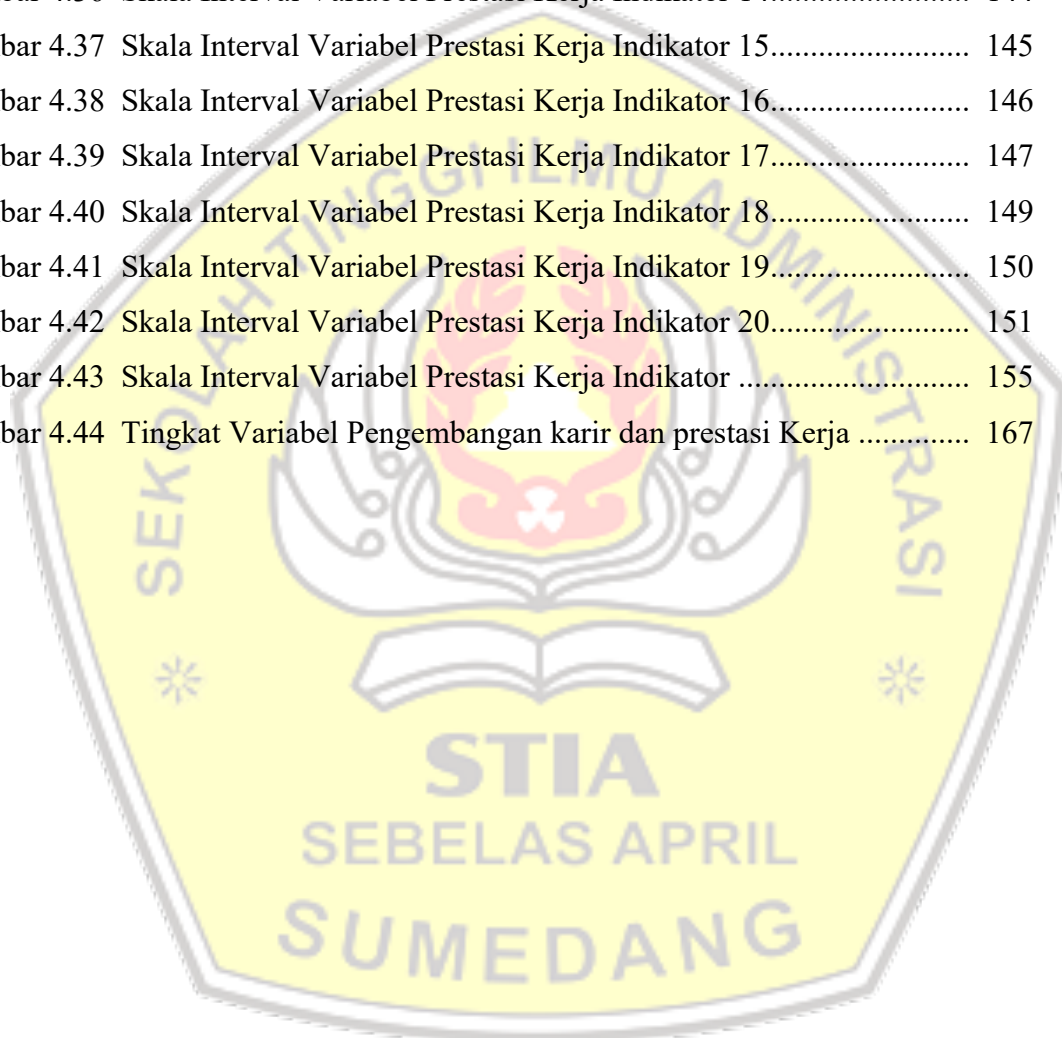 bar 4.37 Skala Interval Variabel Prestasi Kerja Indikator 15........................ 145
bar 4.38 Skala Interval Variabel Prestasi Kerja Indikator 16........................ 146
bar 4.39 Skala Interval Variabel Prestasi Kerja Indikator 17........................ 147
bar 4.40 Skala Interval Variabel Prestasi Kerja Indikator 18........................ 149
bar 4.41 Skala Interval Variabel Prestasi Kerja Indikator 19........................ 150
bar 4.42 Skala Interval Variabel Prestasi Kerja Indikator 20........................ 151
bar 4.43 Skala Interval Variabel Prestasi Kerja Indikator ............................ 155
bar 4.44 Tingkat Variabel Pengembangan karir dan prestasi Kerja .............. 167
SEKOLAH TINGGI ILMU ADMINISTRASI
STIA
SEBELAS APRIL
SUMEDANG